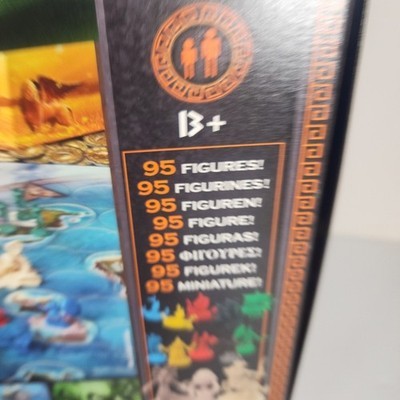 13+
95 FIGURES!
95 FIGURINES!
95 FIGUREN!
95 FIGURE!
95 FIGURAS!
95 ΦΙΓΟΥΡΕΣ!
95 FIGUREK!
95 MINIATURE!